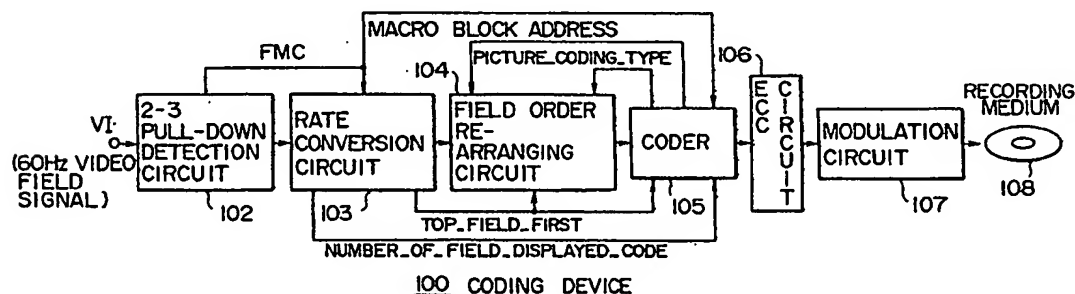 MACRO BLOCK ADDRESS
FMC
PICTURE_CODING_TYPE
104
106
VI
(60Hz VIDEO
FIELD
SIGNAL)
2-3
PULL-DOWN
DETECTION
CIRCUIT
RATE
CONVERSION
CIRCUIT
FIELD ORDER
RE-
ARRANGING
CIRCUIT
CODER
ECC
CIRCUIT
MODULATION
CIRCUIT
RECORDING
MEDIUM
102
103
105
107
108
TOP_FIELD_FIRST
NUMBER_OF_FIELD_DISPLAYED_CODE
100 CODING DEVICE